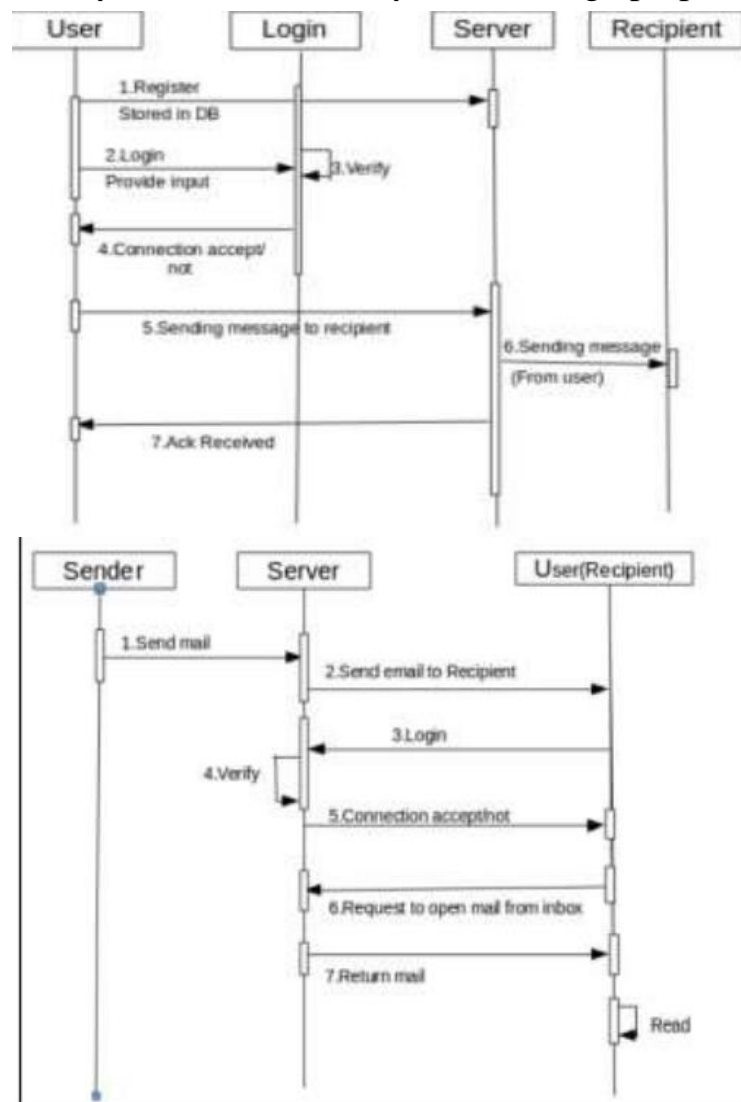 User Login Server Recipient
1.Register
Stored in DB
2.Login
Provide input
3.Verify
4.Connection accept/
not
5.Sending message to recipient
6.Sending message
(From user)
7.Ack Received
Sender Server User(Recipient)
1.Send mail
2.Send email to Recipient
3.Login
4.Verify
5.Connection accept/not
6.Request to open mail from inbox
7.Return mail
Read